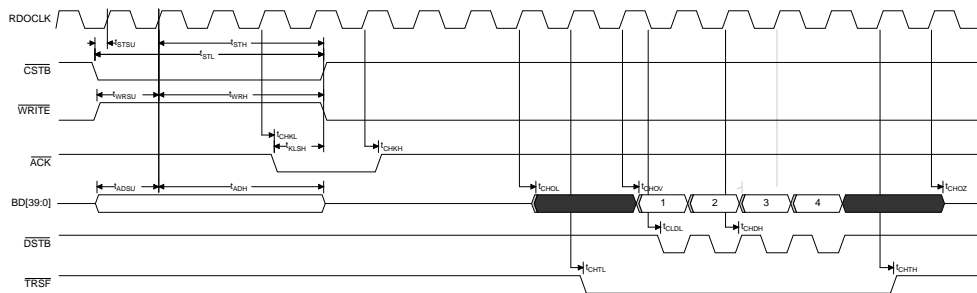 RDOCLK
tSTSU tSTH
tSTL
CSTB
tWRSU tWRH
WRITE
tCHKL
tKLSH tCHKH
ACK
tADSU tADH tCHOL tCHOV tCHOZ
BD[39:0] 1 2 3 4
tCLDL tCHDH
DSTB
tCHTL tCHTH
TRSF